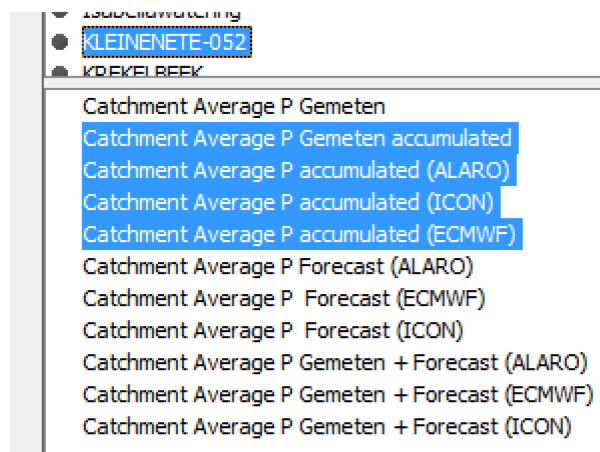 Isabellawatering
KLEINENETE-052
KREKELBEEK
Catchment Average P Gemeten
Catchment Average P Gemeten accumulated
Catchment Average P accumulated (ALARO)
Catchment Average P accumulated (ICON)
Catchment Average P accumulated (ECMWF)
Catchment Average P Forecast (ALARO)
Catchment Average P  Forecast (ECMWF)
Catchment Average P  Forecast (ICON)
Catchment Average P Gemeten + Forecast (ALARO)
Catchment Average P Gemeten + Forecast (ECMWF)
Catchment Average P Gemeten + Forecast (ICON)